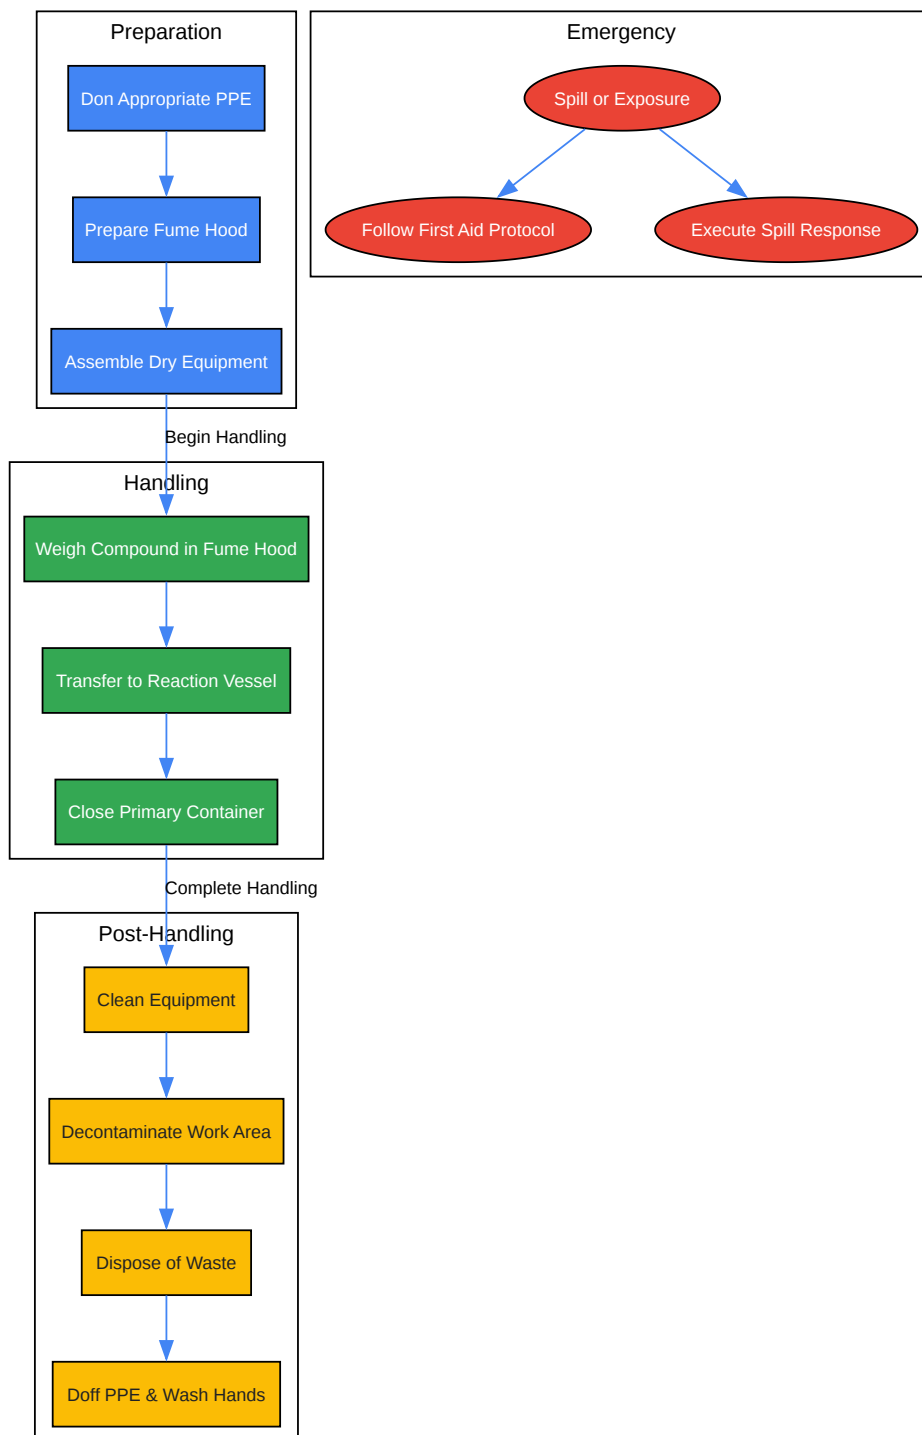 Preparation
Don Appropriate PPE
Prepare Fume Hood
Assemble Dry Equipment
Emergency
Spill or Exposure
Follow First Aid Protocol
Execute Spill Response
Begin Handling
Handling
Weigh Compound in Fume Hood
Transfer to Reaction Vessel
Close Primary Container
Complete Handling
Post-Handling
Clean Equipment
Decontaminate Work Area
Dispose of Waste
Doff PPE & Wash Hands